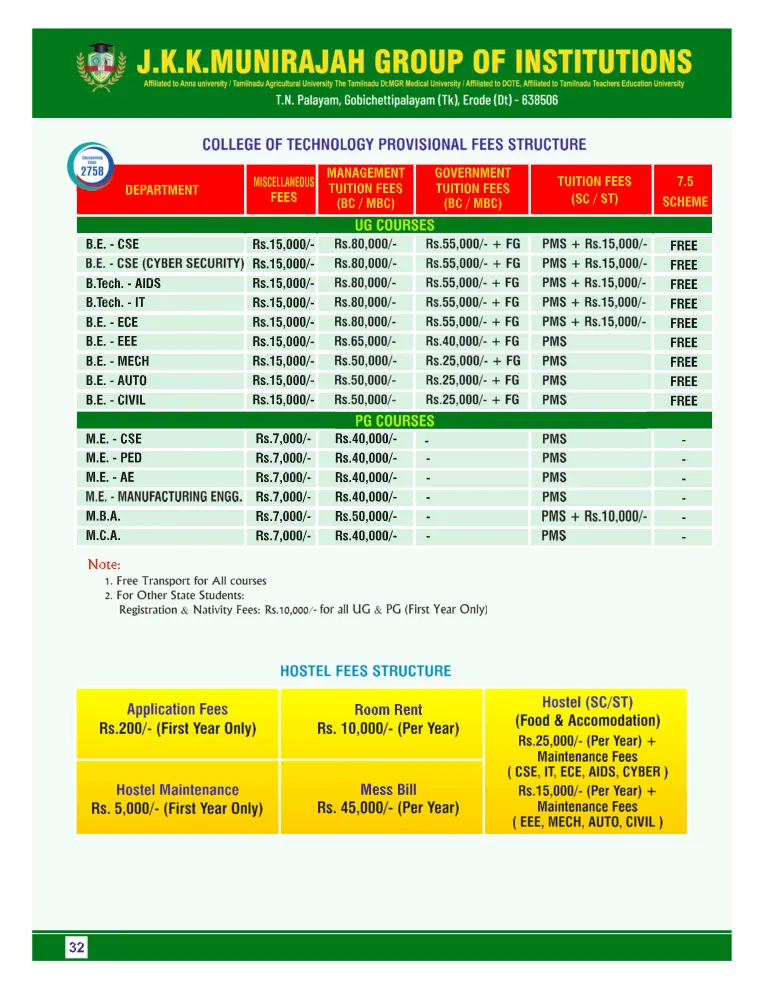 J.K.K.MUNIRAJAH GROUP OF INSTITUTIONS
Affiliated to Anna university / Tamilnadu Agricultural University The Tamilnadu Dr.MGR Medical University / Affiliated to DOTE, Affiliated to Tamilnadu Teachers Education University
T.N. Palayam, Gobichettipalayam (Tk), Erode (Dt) - 638506
COLLEGE OF TECHNOLOGY PROVISIONAL FEES STRUCTURE
Counselling
Code
2758
DEPARTMENT
MISCELLANEOUS
FEES
MANAGEMENT
TUITION FEES
(BC / MBC)
GOVERNMENT
TUITION FEES
(BC / MBC)
TUITION FEES
(SC / ST)
7.5
SCHEME
UG COURSES
B.E. - CSE Rs.15,000/- Rs.80,000/- Rs.55,000/- + FG PMS + Rs.15,000/- FREE
B.E. - CSE (CYBER SECURITY) Rs.15,000/- Rs.80,000/- Rs.55,000/- + FG PMS + Rs.15,000/- FREE
B.Tech. - AIDS Rs.15,000/- Rs.80,000/- Rs.55,000/- + FG PMS + Rs.15,000/- FREE
B.Tech. - IT Rs.15,000/- Rs.80,000/- Rs.55,000/- + FG PMS + Rs.15,000/- FREE
B.E. - ECE Rs.15,000/- Rs.80,000/- Rs.55,000/- + FG PMS + Rs.15,000/- FREE
B.E. - EEE Rs.15,000/- Rs.65,000/- Rs.40,000/- + FG PMS FREE
B.E. - MECH Rs.15,000/- Rs.50,000/- Rs.25,000/- + FG PMS FREE
B.E. - AUTO Rs.15,000/- Rs.50,000/- Rs.25,000/- + FG PMS FREE
B.E. - CIVIL Rs.15,000/- Rs.50,000/- Rs.25,000/- + FG PMS FREE
PG COURSES
M.E. - CSE Rs.7,000/- Rs.40,000/- - PMS -
M.E. - PED Rs.7,000/- Rs.40,000/- - PMS -
M.E. - AE Rs.7,000/- Rs.40,000/- - PMS -
M.E. - MANUFACTURING ENGG. Rs.7,000/- Rs.40,000/- - PMS -
M.B.A. Rs.7,000/- Rs.50,000/- - PMS + Rs.10,000/- -
M.C.A. Rs.7,000/- Rs.40,000/- - PMS -
Note:
1. Free Transport for All courses
2. For Other State Students:
Registration & Nativity Fees: Rs.10,000/- for all UG & PG (First Year Only)
HOSTEL FEES STRUCTURE
Application Fees
Rs.200/- (First Year Only)
Room Rent
Rs. 10,000/- (Per Year)
Hostel Maintenance
Rs. 5,000/- (First Year Only)
Mess Bill
Rs. 45,000/- (Per Year)
Hostel (SC/ST)
(Food & Accomodation)
Rs.25,000/- (Per Year) +
Maintenance Fees
( CSE, IT, ECE, AIDS, CYBER )
Rs.15,000/- (Per Year) +
Maintenance Fees
( EEE, MECH, AUTO, CIVIL )
32